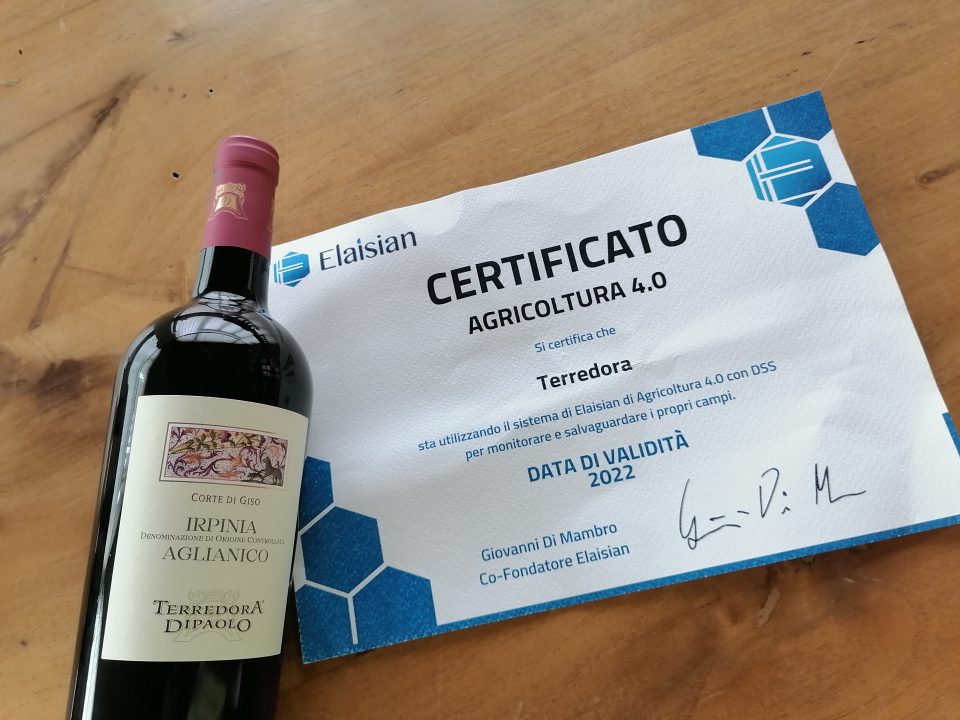 Elaisian
CERTIFICATO
AGRICOLTURA 4.0
Si certifica che
Terredora
sta utilizzando il sistema di Elaisian di Agricoltura 4.0 con DSS
per monitorare e salvaguardare i propri campi.
DATA DI VALIDITÀ
2022
Giovanni Di Mambro
Co-Fondatore Elaisian
CORTE DI GISO
IRPINIA
DENOMINAZIONE DI ORIGINE CONTROLLATA
AGLIANICO
TERREDORA
DIPAOLO